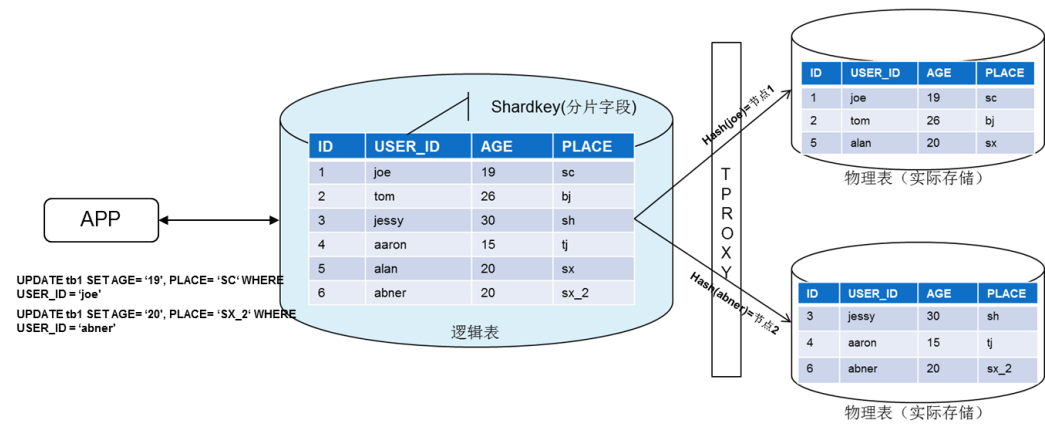 APP
UPDATE tb1 SET AGE= ‘19’, PLACE= ‘SC‘ WHERE
USER_ID = ‘joe’
UPDATE tb1 SET AGE= ‘20’, PLACE= ‘SX_2‘ WHERE
USER_ID = ‘abner’
Shardkey(分片字段)
ID USER_ID AGE PLACE
1 joe 19 sc
2 tom 26 bj
3 jessy 30 sh
4 aaron 15 tj
5 alan 20 sx
6 abner 20 sx_2
逻辑表
TPROXY
Hash(joe)=节点1
Hash(abner)=节点2
ID USER_ID AGE PLACE
1 joe 19 sc
2 tom 26 bj
5 alan 20 sx
物理表（实际存储）
ID USER_ID AGE PLACE
3 jessy 30 sh
4 aaron 15 tj
6 abner 20 sx_2
物理表（实际存储）